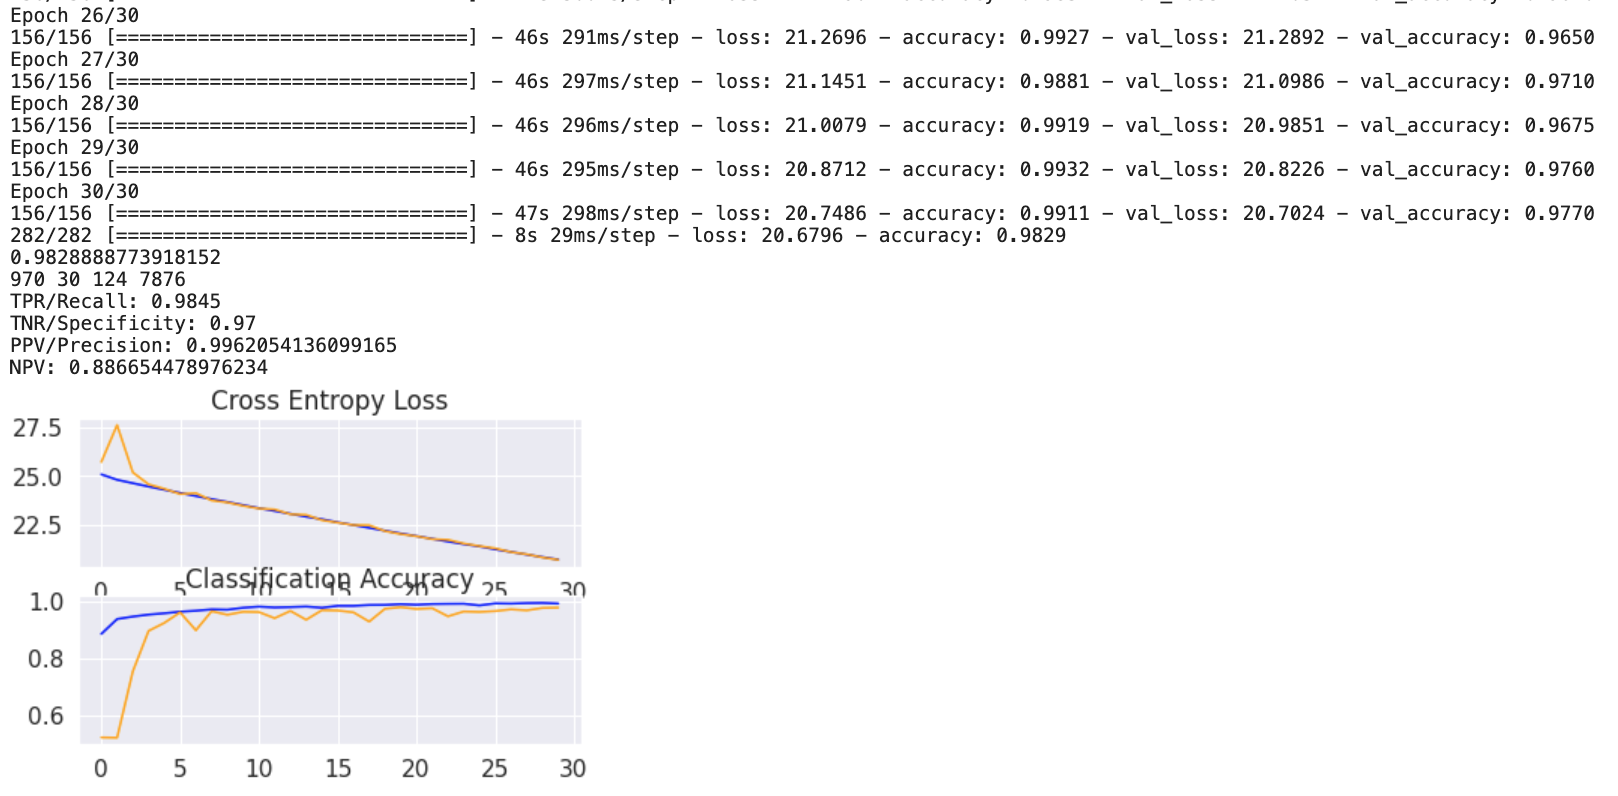 Epoch 26/30
156/156 [==============================] - 46s 291ms/step - loss: 21.2696 - accuracy: 0.9927 - val_loss: 21.2892 - val_accuracy: 0.9650
Epoch 27/30
156/156 [==============================] - 46s 297ms/step - loss: 21.1451 - accuracy: 0.9881 - val_loss: 21.0986 - val_accuracy: 0.9710
Epoch 28/30
156/156 [==============================] - 46s 296ms/step - loss: 21.0079 - accuracy: 0.9919 - val_loss: 20.9851 - val_accuracy: 0.9675
Epoch 29/30
156/156 [==============================] - 46s 295ms/step - loss: 20.8712 - accuracy: 0.9932 - val_loss: 20.8226 - val_accuracy: 0.9760
Epoch 30/30
156/156 [==============================] - 47s 298ms/step - loss: 20.7486 - accuracy: 0.9911 - val_loss: 20.7024 - val_accuracy: 0.9770
282/282 [==============================] - 8s 29ms/step - loss: 20.6796 - accuracy: 0.9829
0.9828888773918152
970 30 124 7876
TPR/Recall: 0.9845
TNR/Specificity: 0.97
PPV/Precision: 0.9962054136099165
NPV: 0.886654478976234
Cross Entropy Loss
27.5
25.0
22.5
0 5 10 15 20 25 30
Classification Accuracy
1.0
0.8
0.6
0 5 10 15 20 25 30